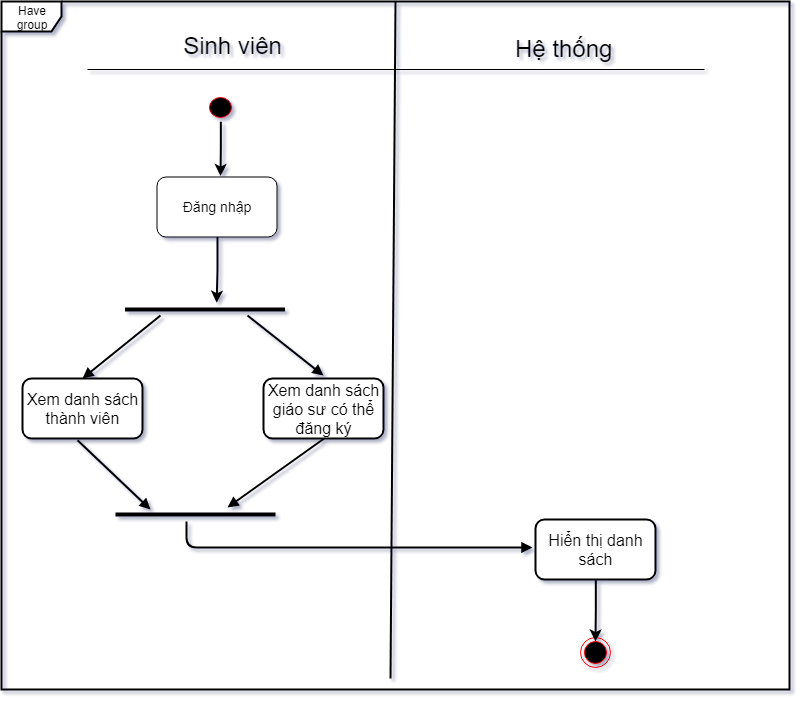 Have
group
Sinh viên
Hệ thống
Đăng nhập
Xem danh sách
thành viên
Xem danh sách
giáo sư có thể
đăng ký
Hiển thị danh
sách